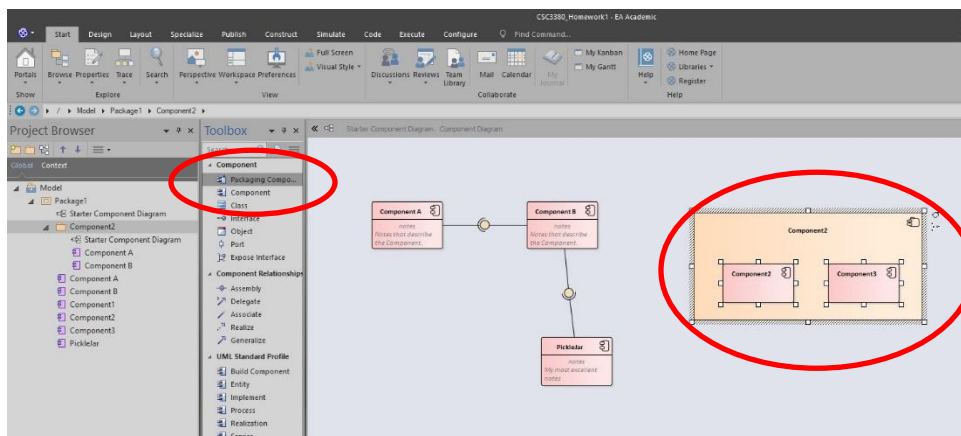 CSC3380_Homework1 - EA Academic
Start Design Layout Specialize Publish Construct Simulate Code Execute Configure Find Command...
Portals Browse Properties Trace Search Perspective Workspace Preferences Full Screen Visual Style Discussions Reviews Team Library Mail Calendar My Journal My Kanban My Gantt Help Home Page Libraries Register
Show Explore View Collaborate Help
/ Model Package1 Component2
Project Browser
Global Context
Model
Package1
Starter Component Diagram
Component2
Starter Component Diagram
Component A
Component B
Component A
Component B
Component1
Component2
Component3
PickleJar
Toolbox
Component
Packaging Compo...
Component
Class
Interface
Object
Port
Expose Interface
Component Relationships
Assembly
Delegate
Associate
Realize
Generalize
UML Standard Profile
Build Component
Entity
Implement
Process
Realization
Starter Component Diagram. Component Diagram
Component A
notes
Notes that describe
the Component.
Component B
notes
Notes that describe
the Component.
PickleJar
notes
My most excellent
notes
Component2
Component2
Component3